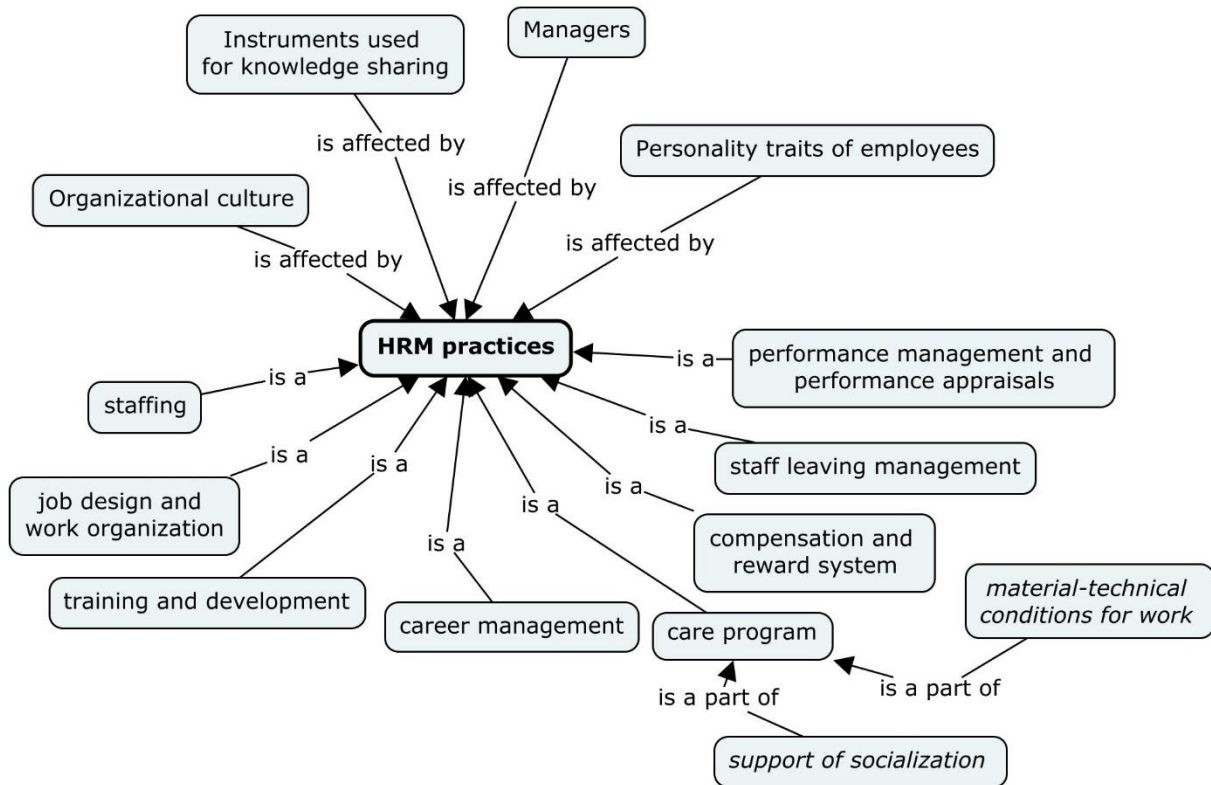 Instruments used
for knowledge sharing
Managers
is affected by
Personality traits of employees
Organizational culture
is affected by
is affected by
is affected by
HRM practices
is a
performance management and
performance appraisals
is a
staffing
is a
staff leaving management
is a
job design and
work organization
is a
is a
is a
is a
compensation and
reward system
training and development
career management
care program
material-technical
conditions for work
is a part of
is a part of
support of socialization